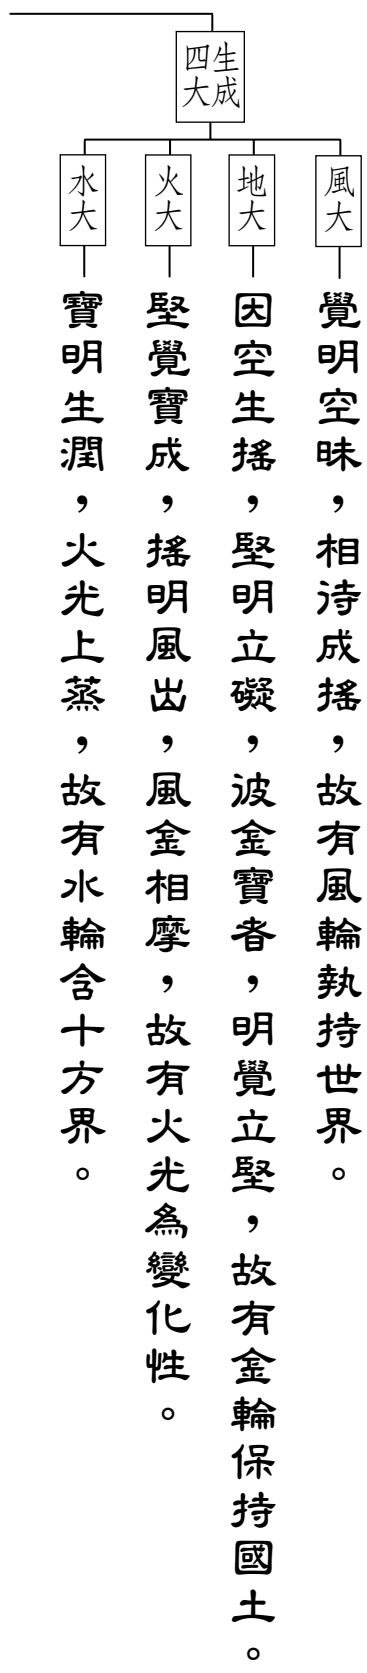 生成
四大
風大
覺明空昧，相待成搖，故有風輪執持世界。
地大
因空生搖，堅明立礙，彼金寶者，明覺立堅，故有金輪保持國土。
火大
堅覺寶成，搖明風出，風金相摩，故有火光為變化性。
水大
寶明生潤，火光上蒸，故有水輪含十方界。